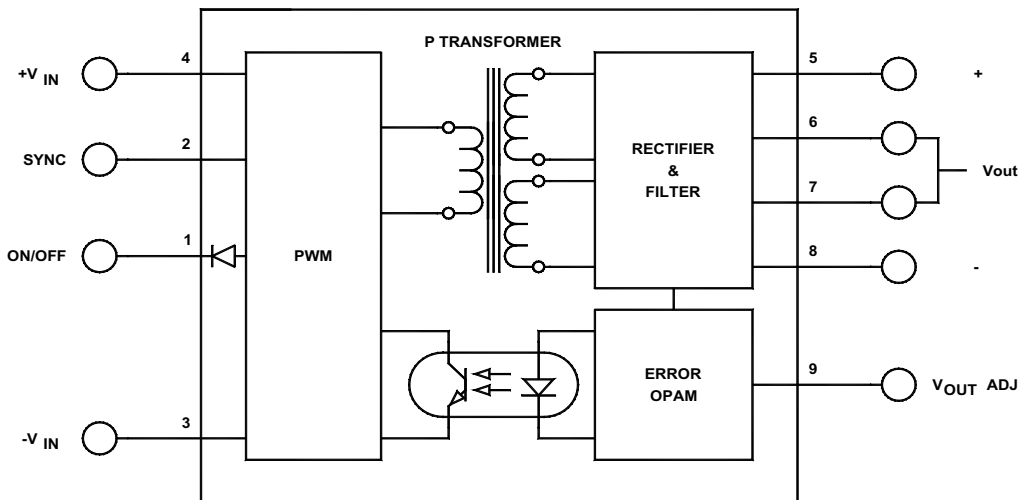 P TRANSFORMER
+V IN
4
5
+
SYNC
2
6
RECTIFIER
&
FILTER
Vout
7
ON/OFF
1
PWM
8
-
ERROR
OPAM
9
VOUT ADJ
-V IN
3